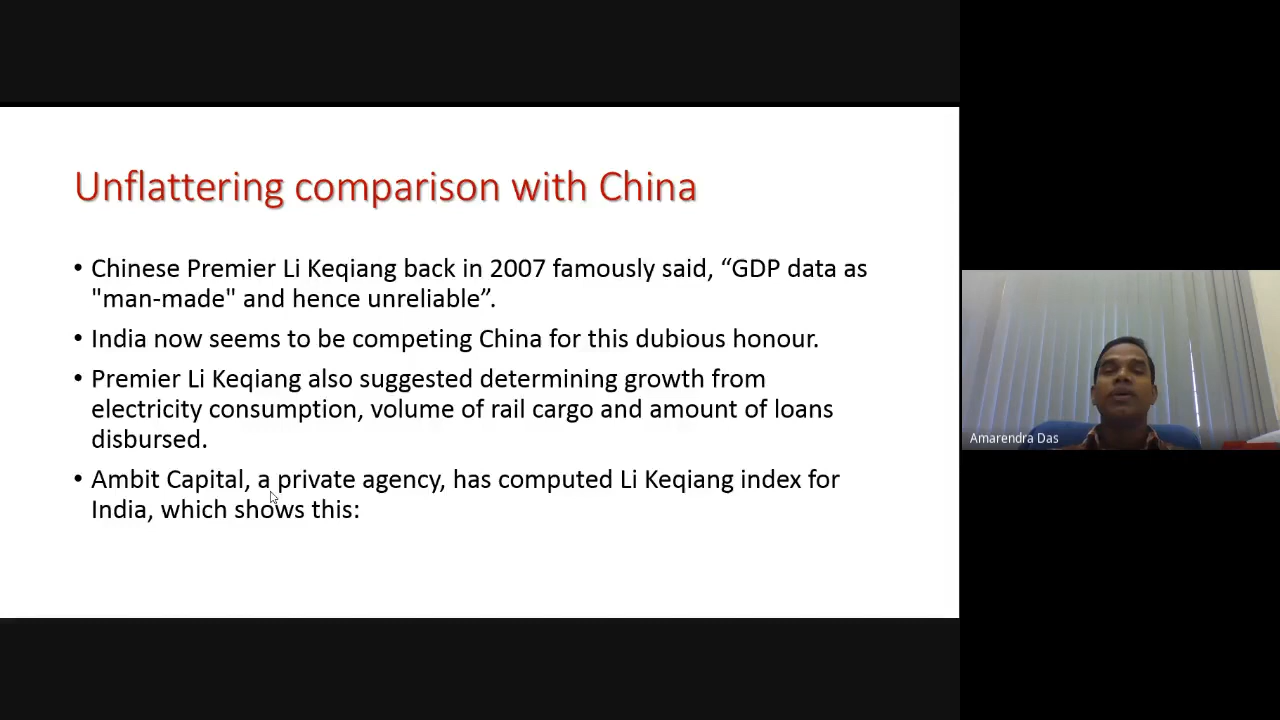 Unflattering comparison with China
• Chinese Premier Li Keqiang back in 2007 famously said, “GDP data as
"man-made" and hence unreliable”.
• India now seems to be competing China for this dubious honour.
• Premier Li Keqiang also suggested determining growth from
electricity consumption, volume of rail cargo and amount of loans
disbursed.
• Ambit Capital, a private agency, has computed Li Keqiang index for
India, which shows this:
Amarendra Das